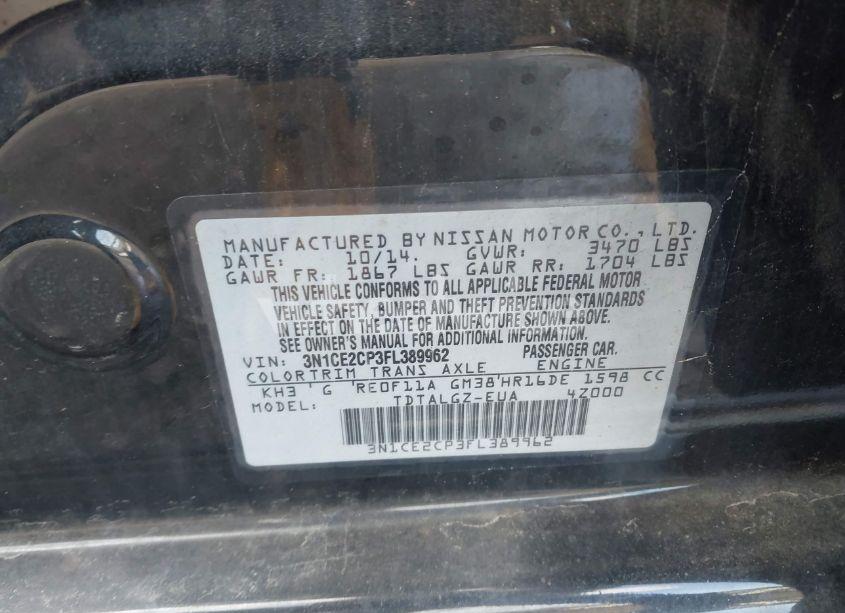 MANUFACTURED BY NISSAN MOTOR CO., LTD.
DATE: 10/14. GVWR: 3470 LBS
GAWR FR: 1867 LBS GAWR RR: 1704 LBS
THIS VEHICLE CONFORMS TO ALL APPLICABLE FEDERAL MOTOR
VEHICLE SAFETY, BUMPER AND THEFT PREVENTION STANDARDS
IN EFFECT ON THE DATE OF MANUFACTURE SHOWN ABOVE.
SEE OWNER'S MANUAL FOR ADDITIONAL INFORMATION.
VIN: 3N1CE2CP3FL389962 PASSENGER CAR.
COLORTRIM TRANS AXLE ENGINE
KH3 'G 'RE0F11A GM38'HR16DE 1598 CC
MODEL: TDTALGZ-EUA 4Z000
3N1CE2CP3FL389962